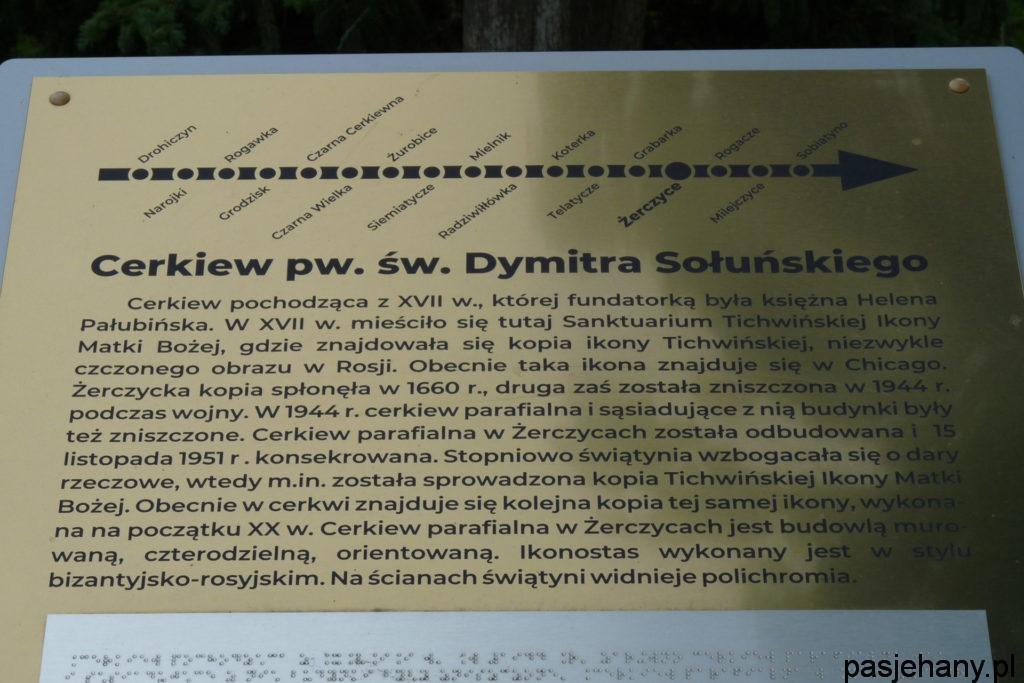 Drohiczyn
Rogawka
Czarna Cerkiewna
Żurobice
Mielnik
Koterka
Grabarka
Rogacze
Sobiatyno
Narojki
Grodzisk
Czarna Wielka
Siemiatycze
Radziwiłłówka
Telatycze
Żerczyce
Milejczyce
Cerkiew pw. św. Dymitra Sołuńskiego
Cerkiew pochodząca z XVII w., której fundatorką była księżna Helena
Pałubińska. W XVII w. mieściło się tutaj Sanktuarium Tichwińskiej Ikony
Matki Bożej, gdzie znajdowała się kopia ikony Tichwińskiej, niezwykle
czczonego obrazu w Rosji. Obecnie taka ikona znajduje się w Chicago.
Żerczycka kopia spłonęła w 1660 r., druga zaś została zniszczona w 1944 r.
podczas wojny. W 1944 r. cerkiew parafialna i sąsiadujące z nią budynki były
też zniszczone. Cerkiew parafialna w Żerczycach została odbudowana i 15
listopada 1951 r . konsekrowana. Stopniowo świątynia wzbogacała się o dary
rzeczowe, wtedy m.in. została sprowadzona kopia Tichwińskiej Ikony Matki
Bożej. Obecnie w cerkwi znajduje się kolejna kopia tej samej ikony, wykona-
na na początku XX w. Cerkiew parafialna w Żerczycach jest budowlą muro-
waną, czterodzielną, orientowaną. Ikonostas wykonany jest w stylu
bizantyjsko-rosyjskim. Na ścianach świątyni widnieje polichromia.
pasjehany.pl